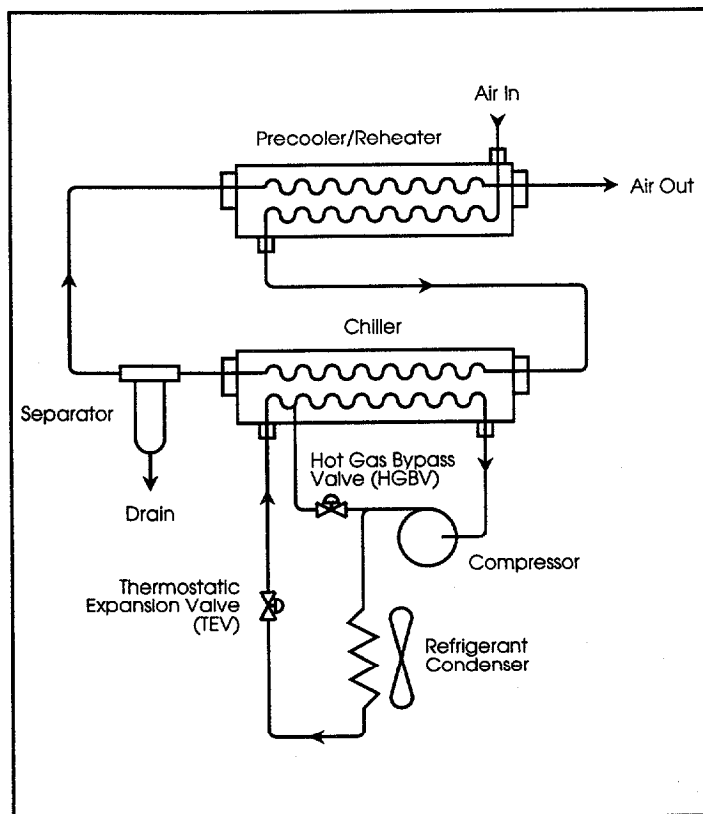 Air In
Precooler/Reheater
Air Out
Chiller
Separator
Hot Gas Bypass
Valve (HGBV)
Drain
Compressor
Thermostatic
Expansion Valve
(TEV)
Refrigerant
Condenser